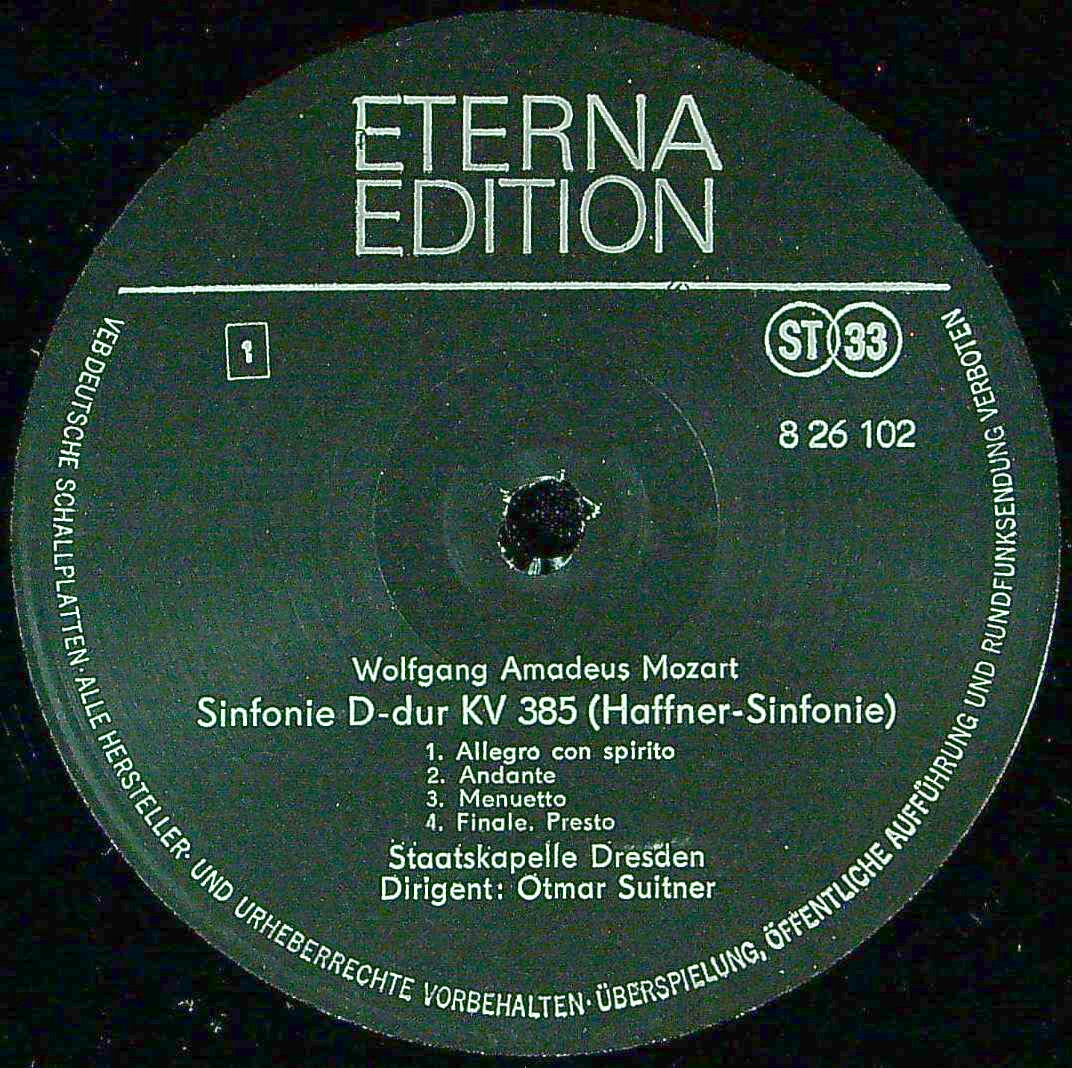 ETERNA
EDITION
1
ST 33
8 26 102
Wolfgang Amadeus Mozart
Sinfonie D-dur KV 385 (Haffner-Sinfonie)
1. Allegro con spirito
2. Andante
3. Menuetto
4. Finale. Presto
Staatskapelle Dresden
Dirigent: Otmar Suitner
VEB DEUTSCHE SCHALLPLATTEN · ALLE HERSTELLER- UND URHEBERRECHTE VORBEHALTEN · ÜBERSPIELUNG, ÖFFENTLICHE AUFFÜHRUNG UND RUNDFUNKSENDUNG VERBOTEN